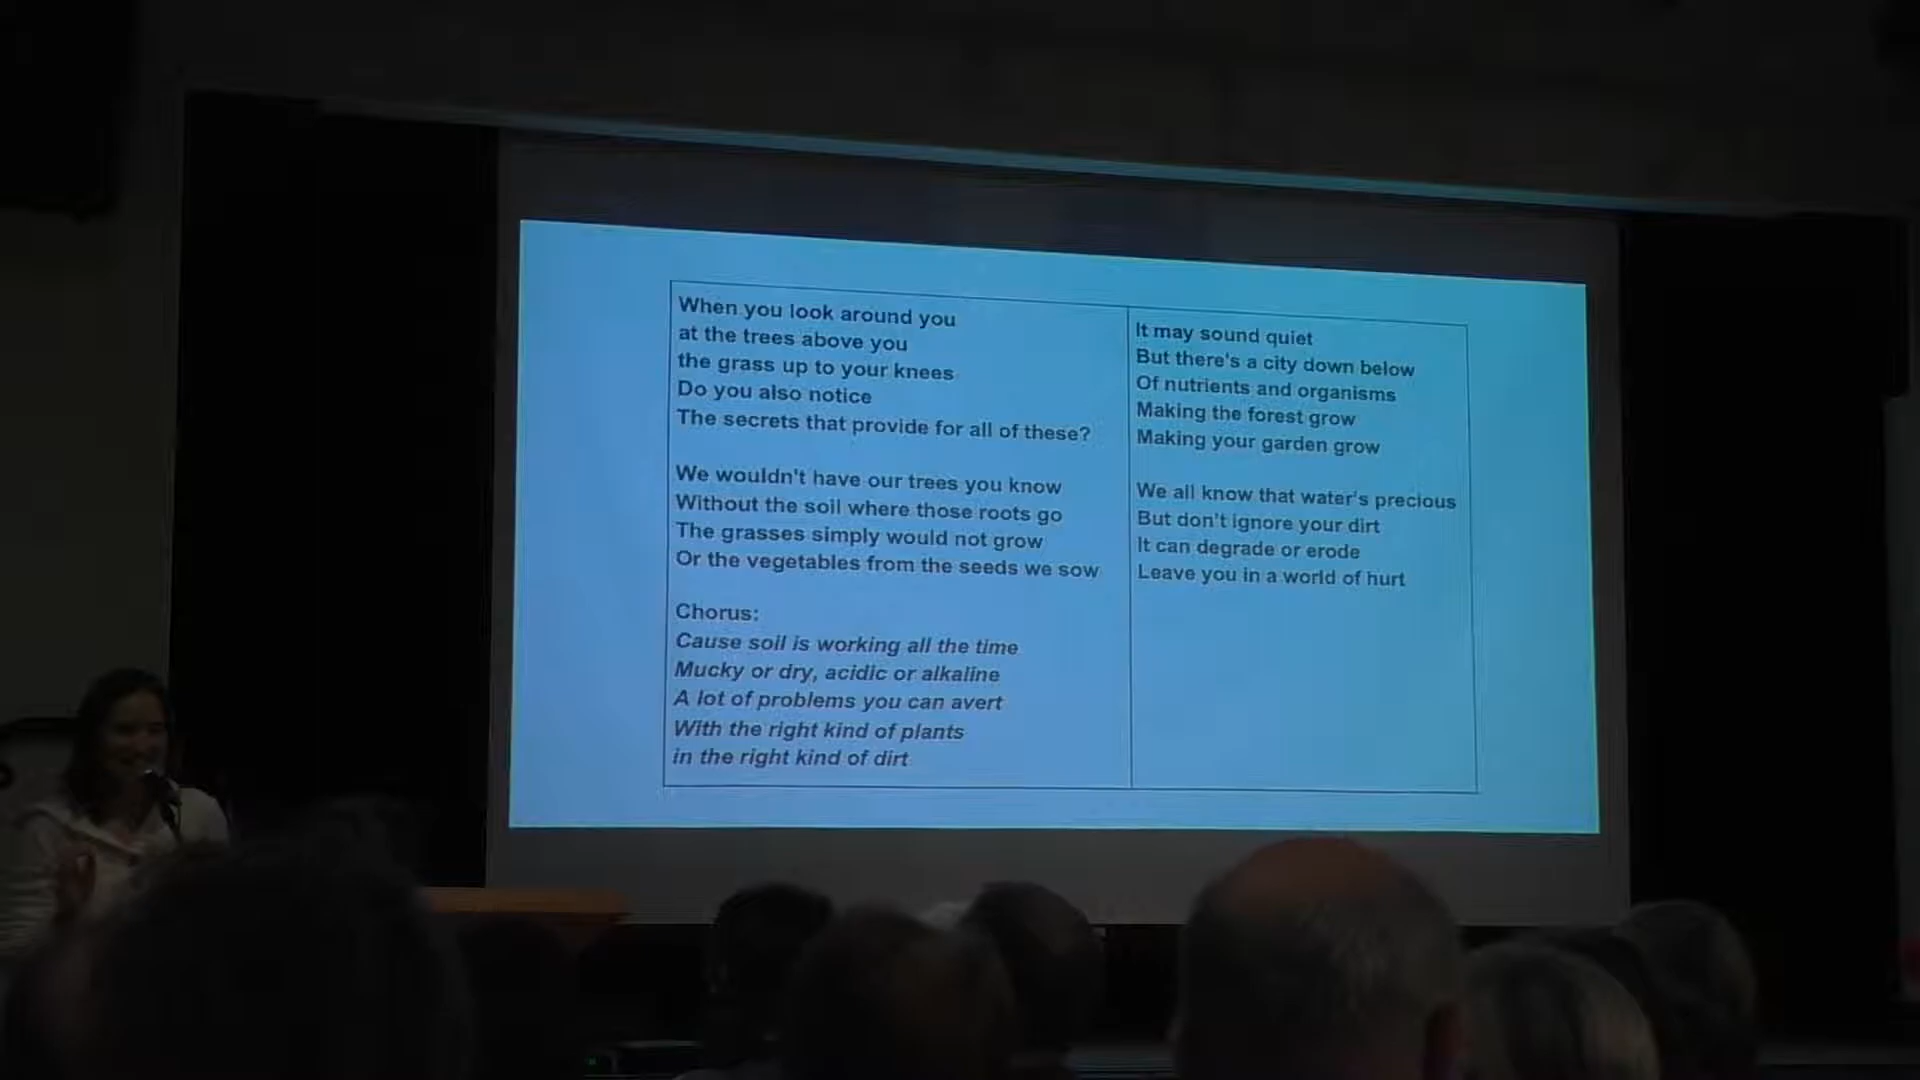 When you look around you
at the trees above you
the grass up to your knees
Do you also notice
The secrets that provide for all of these?
We wouldn't have our trees you know
Without the soil where those roots go
The grasses simply would not grow
Or the vegetables from the seeds we sow
Chorus:
Cause soil is working all the time
Mucky or dry, acidic or alkaline
A lot of problems you can avert
With the right kind of plants
in the right kind of dirt
It may sound quiet
But there's a city down below
Of nutrients and organisms
Making the forest grow
Making your garden grow
We all know that water's precious
But don't ignore your dirt
It can degrade or erode
Leave you in a world of hurt